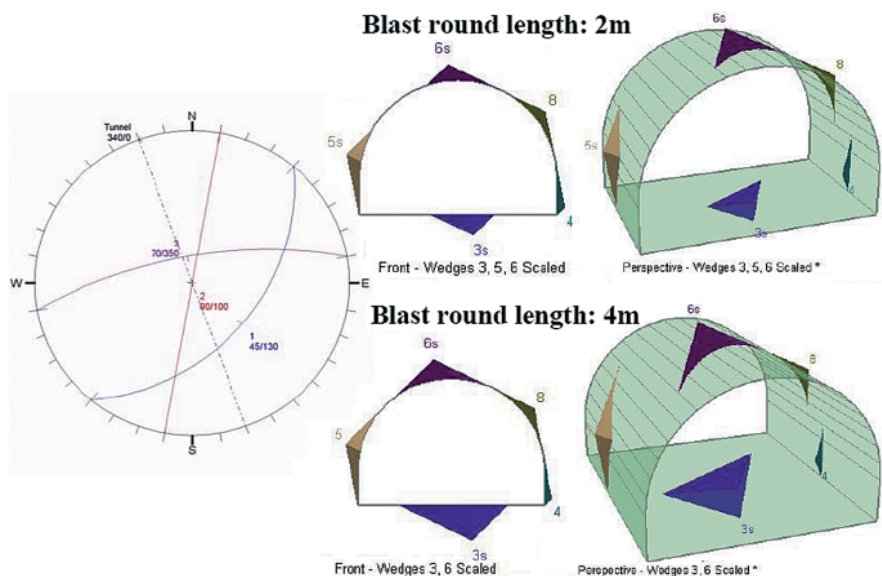 Blast round length: 2m
6s
8
5s
4
3s
Front - Wedges 3, 5, 6 Scaled
6s
8
5s
4
3s
Perspective - Wedges 3, 5, 6 Scaled *
N
Tunnel
340/0
3
70/350
W
E
2
90/100
1
45/130
S
Blast round length: 4m
6s
8
5
4
3s
Front - Wedges 3, 6 Scaled
6s
8
5
4
3s
Perspective - Wedges 3, 6 Scaled *